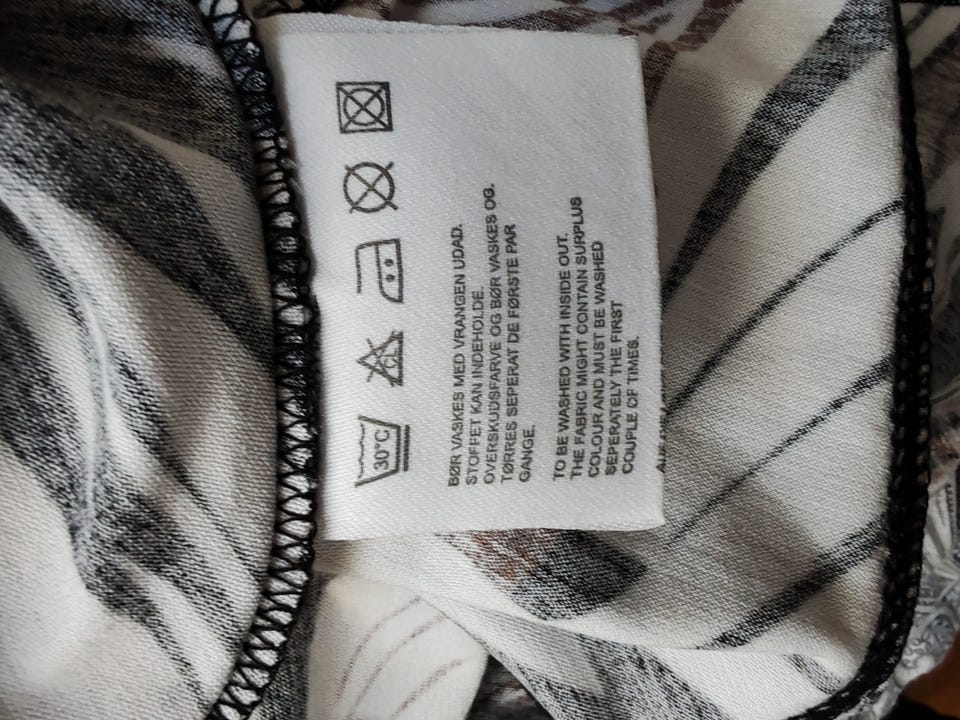 30°C
CL
BØR VASKES MED VRANGEN UDAD.
STOFFET KAN INDEHOLDE.
OVERSKUDSFARVE OG BØR VASKES OG.
TØRRES SEPERAT DE FØRSTE PAR
GANGE.
TO BE WASHED WITH INSIDE OUT.
THE FABRIC MIGHT CONTAIN SURPLUS
COLOUR AND MUST BE WASHED
SEPERATELY THE FIRST
COUPLE OF TIMES.